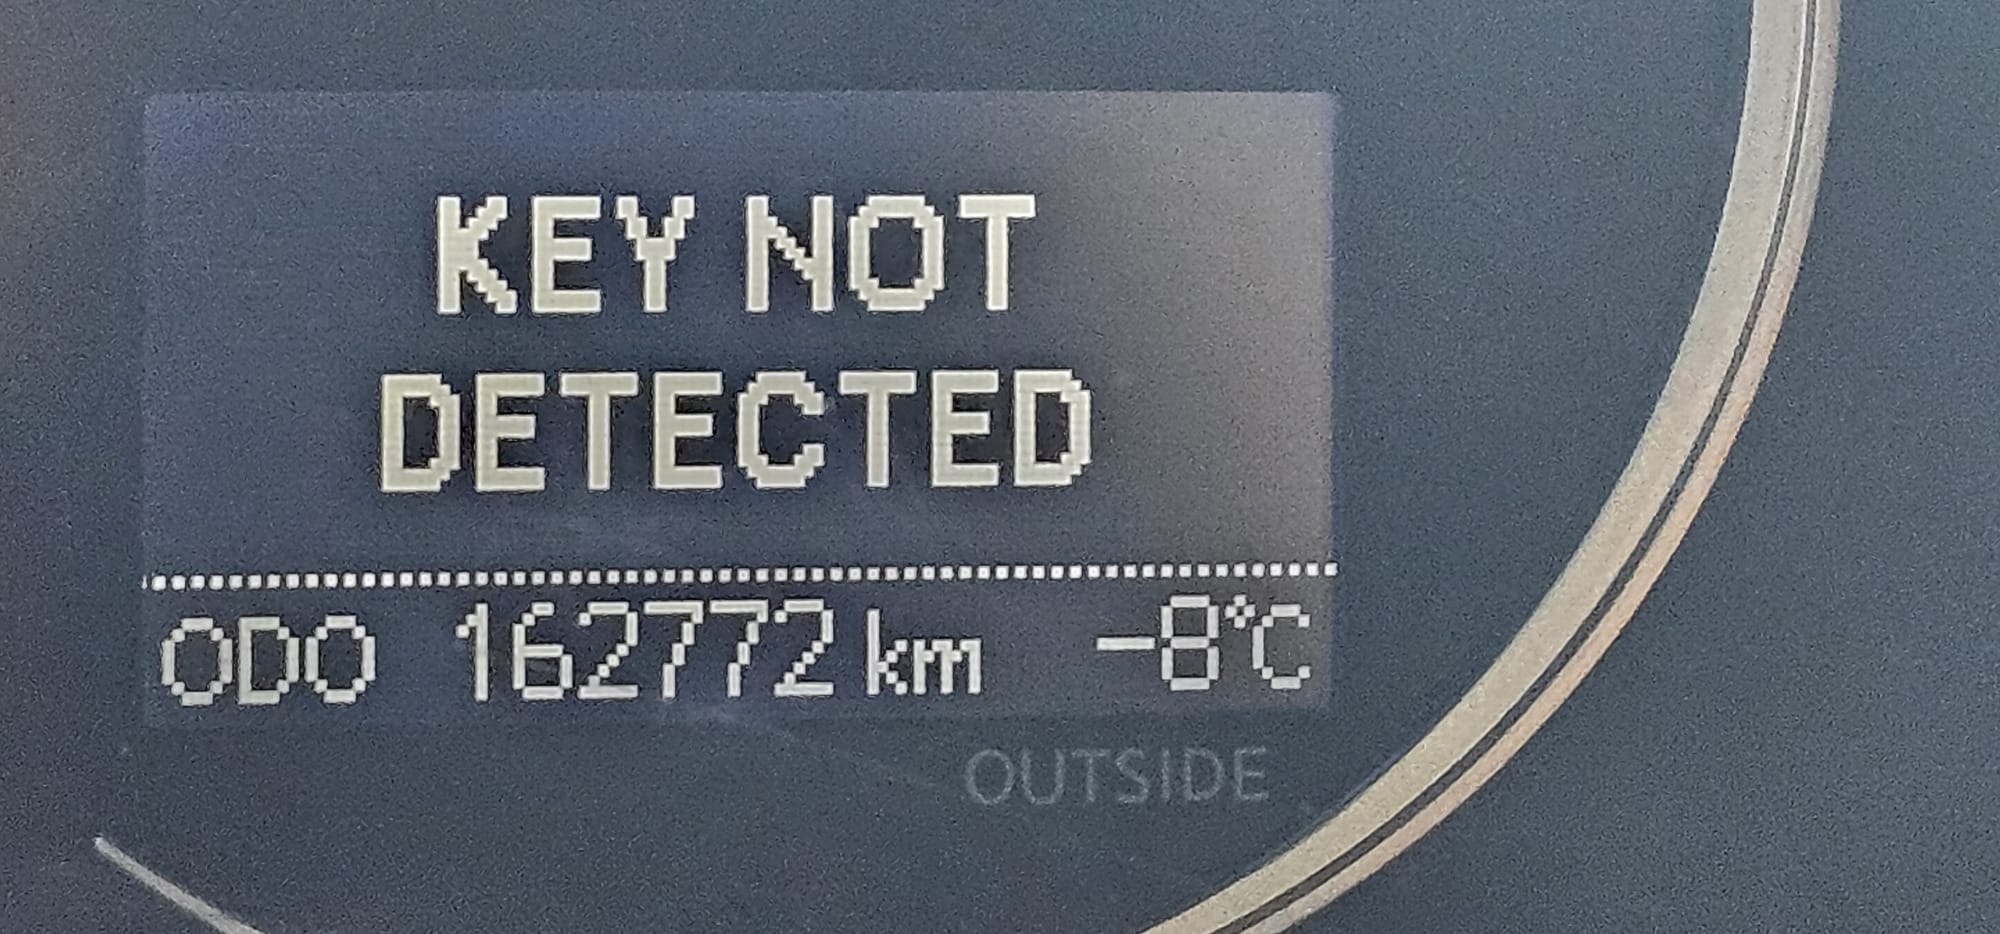 KEY NOT
DETECTED
ODO 162772 km -8°C
OUTSIDE